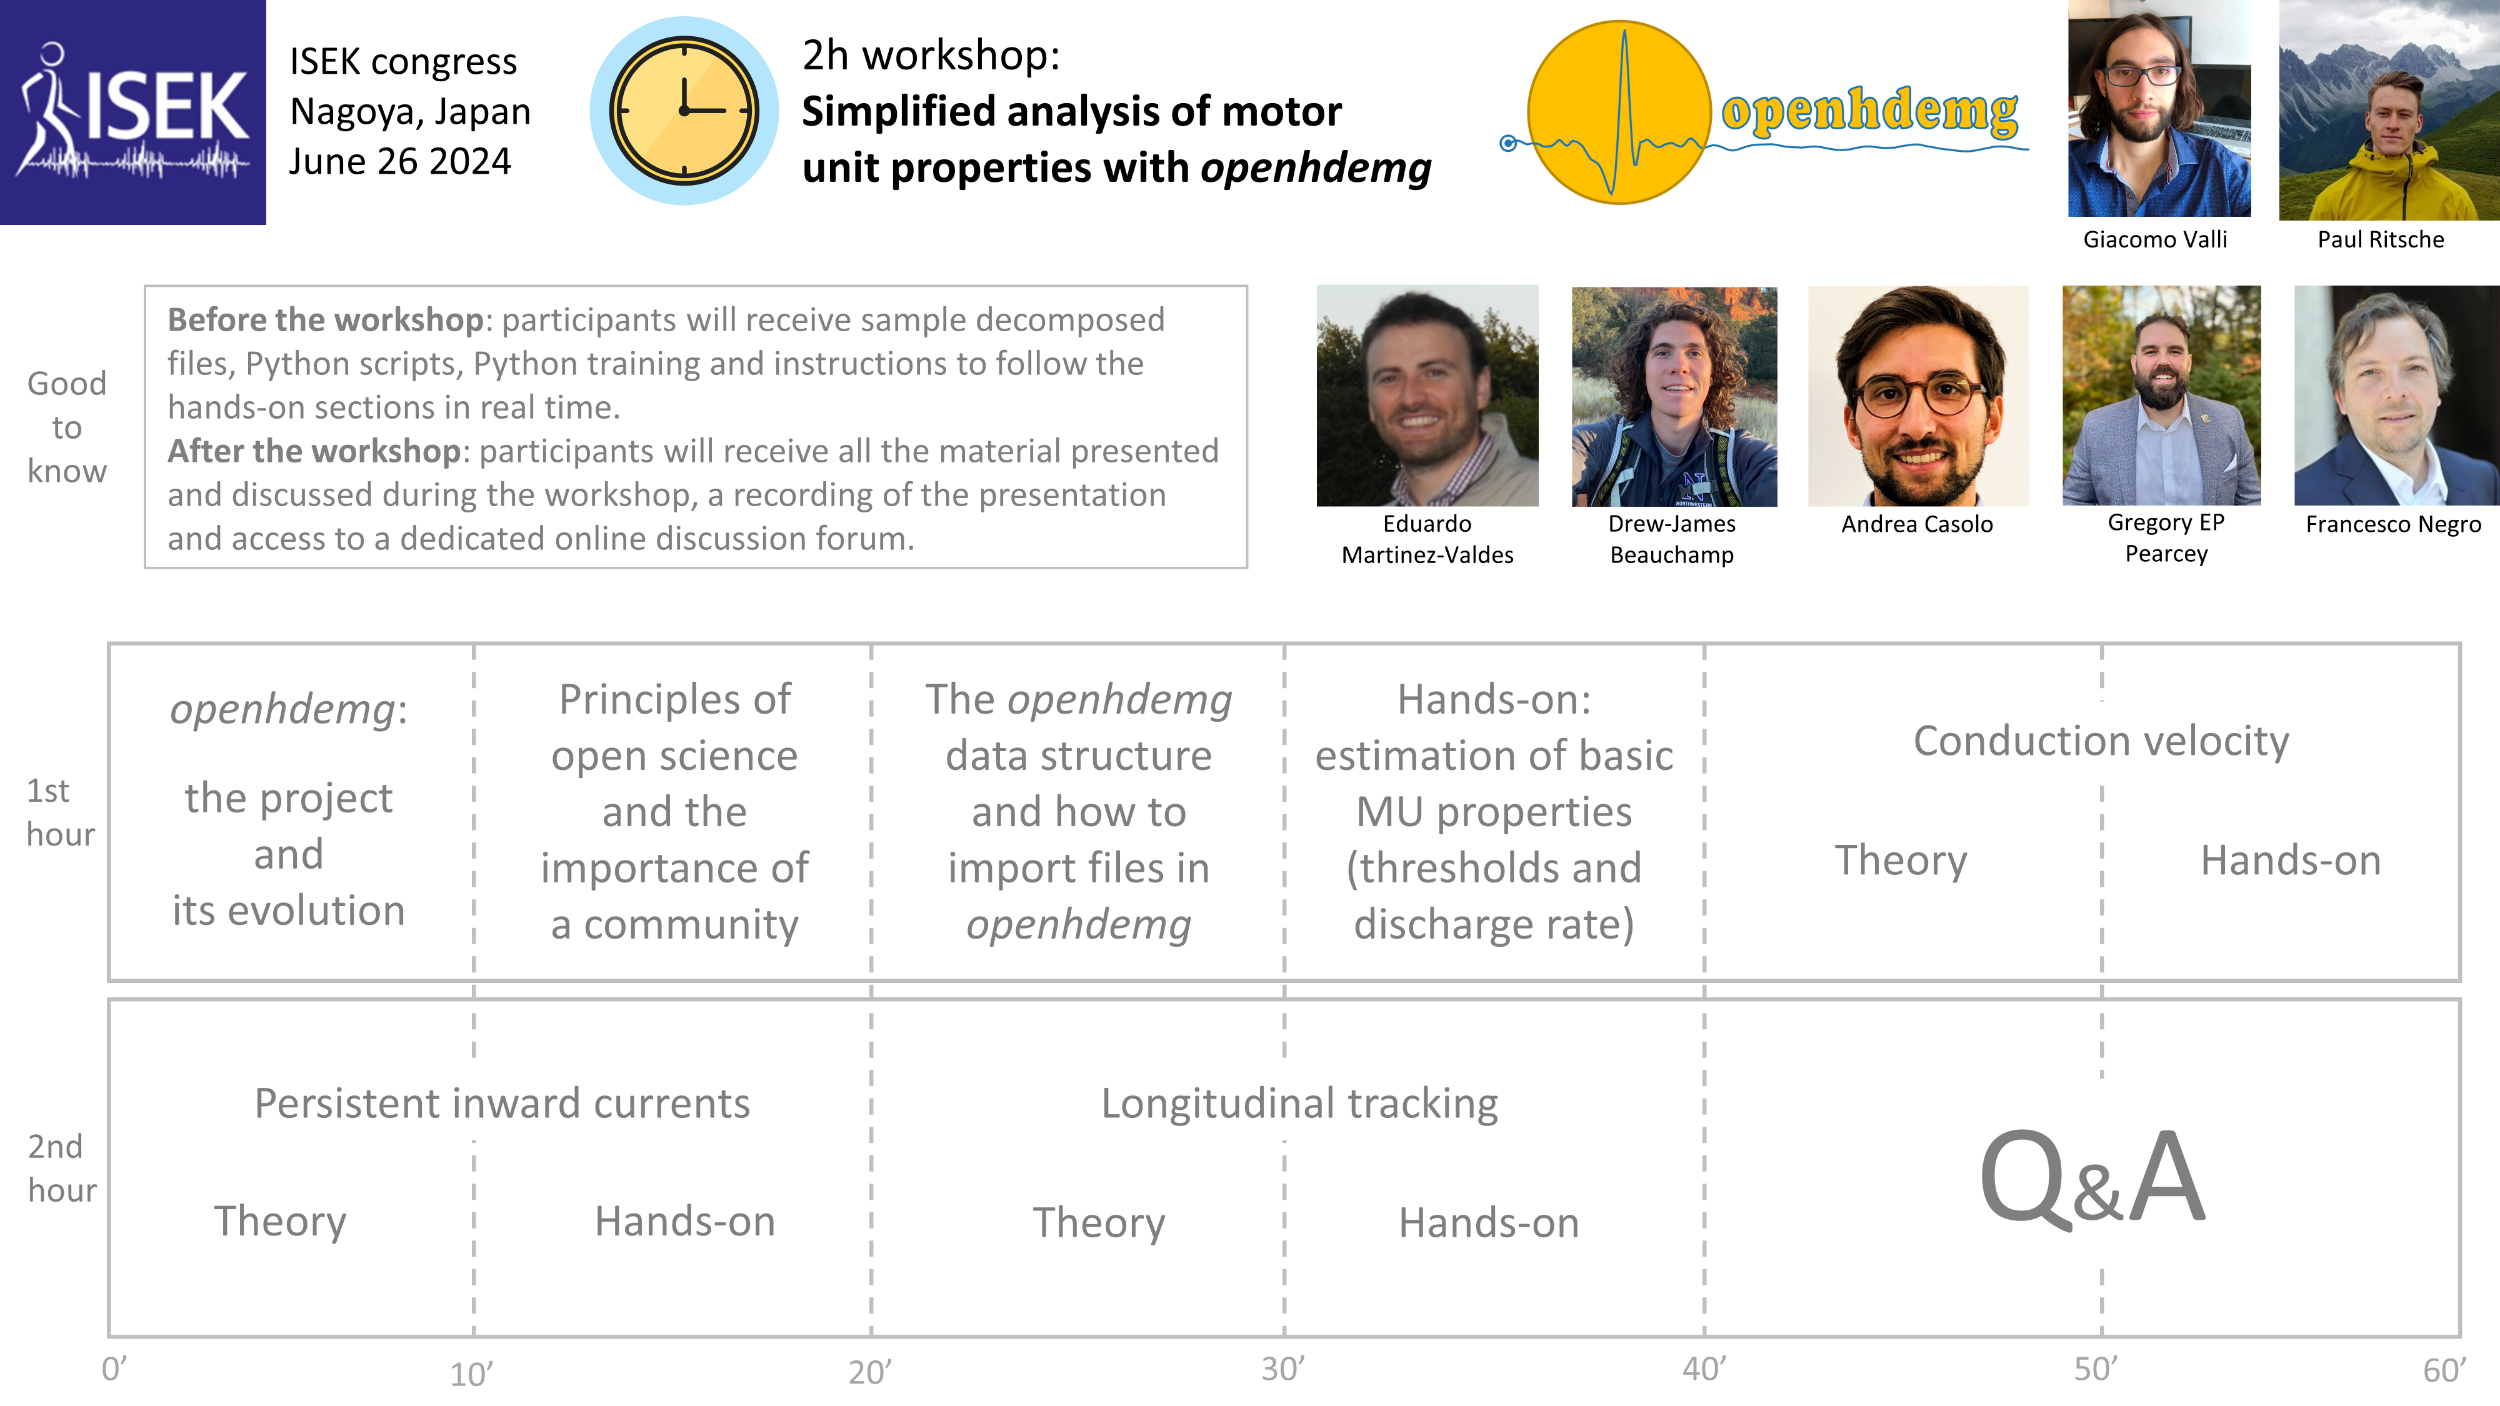 ISEK
ISEK congress
Nagoya, Japan
June 26 2024
2h workshop:
Simplified analysis of motor
unit properties with openhdemg
openhdemg
Giacomo Valli
Paul Ritsche
Good
to
know
Before the workshop: participants will receive sample decomposed
files, Python scripts, Python training and instructions to follow the
hands-on sections in real time.
After the workshop: participants will receive all the material presented
and discussed during the workshop, a recording of the presentation
and access to a dedicated online discussion forum.
N
NORTHWESTERN
Eduardo
Martinez-Valdes
Drew-James
Beauchamp
Andrea Casolo
Gregory EP
Pearcey
Francesco Negro
1st
hour
openhdemg:
the project
and
its evolution
Principles of
open science
and the
importance of
a community
The openhdemg
data structure
and how to
import files in
openhdemg
Hands-on:
estimation of basic
MU properties
(thresholds and
discharge rate)
Conduction velocity
Theory
Hands-on
2nd
hour
Persistent inward currents
Theory
Hands-on
Longitudinal tracking
Theory
Hands-on
Q&A
0’
10’
20’
30’
40’
50’
60’